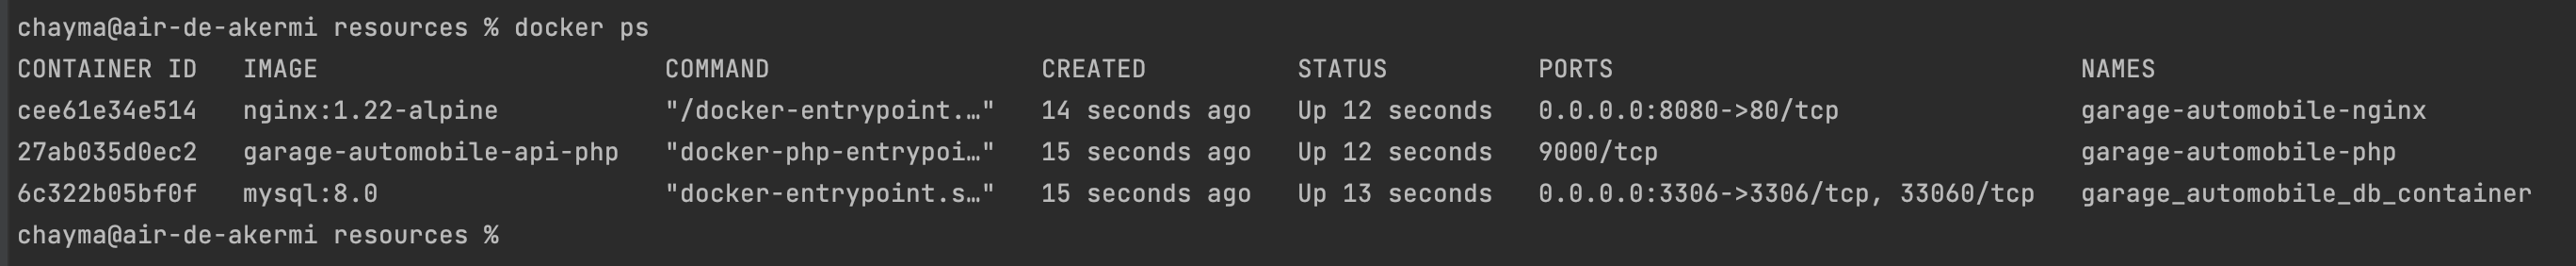 chayma@air-de-akermi resources % docker ps
CONTAINER ID   IMAGE                       COMMAND                  CREATED          STATUS          PORTS                               NAMES
cee61e34e514   nginx:1.22-alpine           "/docker-entrypoint.…"   14 seconds ago   Up 12 seconds   0.0.0.0:8080->80/tcp                garage-automobile-nginx
27ab035d0ec2   garage-automobile-api-php   "docker-php-entrypoi…"   15 seconds ago   Up 12 seconds   9000/tcp                            garage-automobile-php
6c322b05bf0f   mysql:8.0                   "docker-entrypoint.s…"   15 seconds ago   Up 13 seconds   0.0.0.0:3306->3306/tcp, 33060/tcp   garage_automobile_db_container
chayma@air-de-akermi resources %